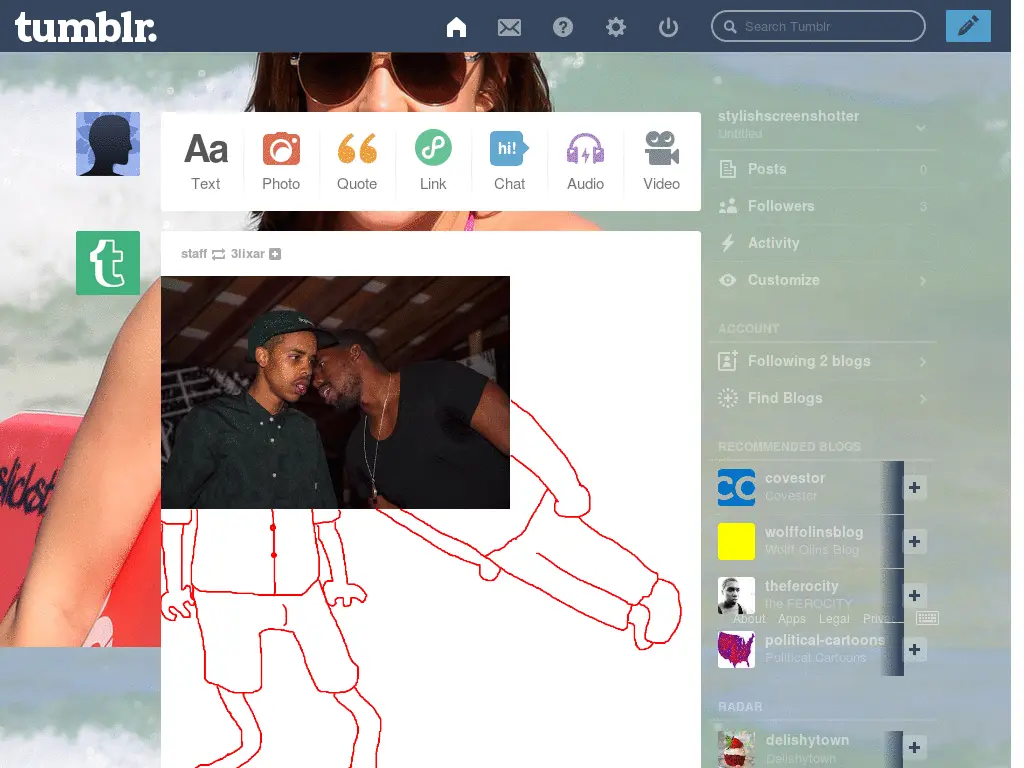 tumblr.
Search Tumblr
Aa
hi!
Text
Photo
Quote
Link
Chat
Audio
Video
staff 3lixar
stylishscreenshotter
Untitled
Posts 0
Followers 3
Activity
Customize
ACCOUNT
Following 2 blogs
Find Blogs
RECOMMENDED BLOGS
covestor
Covestor
wolffolinsblog
Wolff Olins Blog
theferocity
the FEROCITY
About Apps Legal
political-cartoons
Political Cartoons
RADAR
delishytown
Delishytown